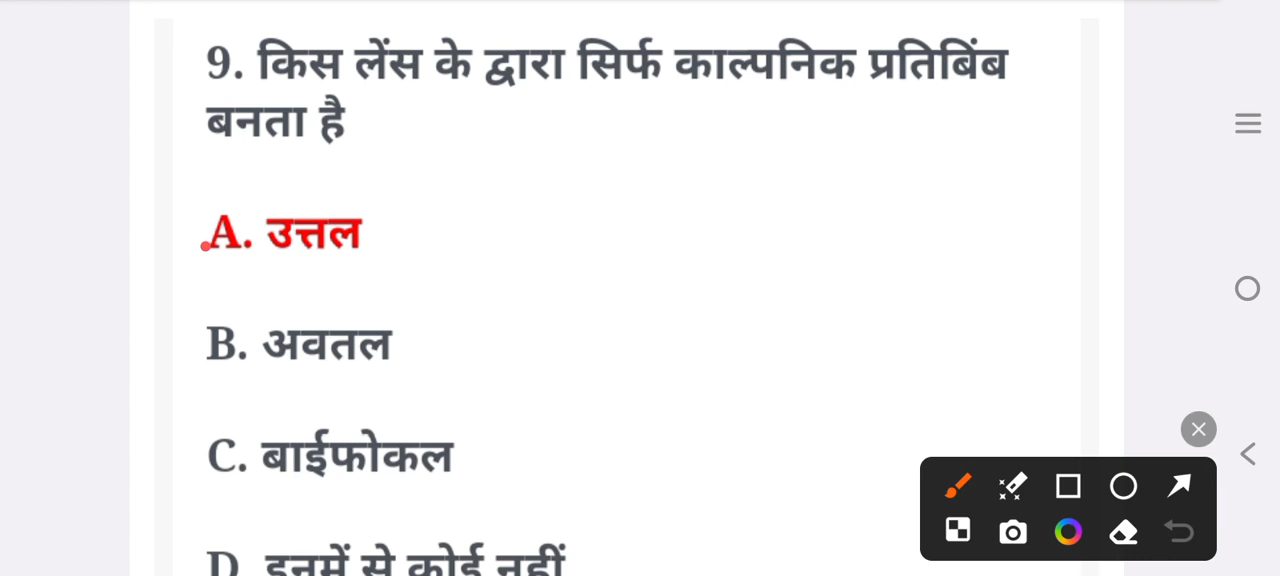 9. किस लेंस के द्वारा सिर्फ काल्पनिक प्रतिबिंब
बनता है
A. उत्तल
B. अवतल
C. बाईफोकल
D. इनमें से कोई नहीं